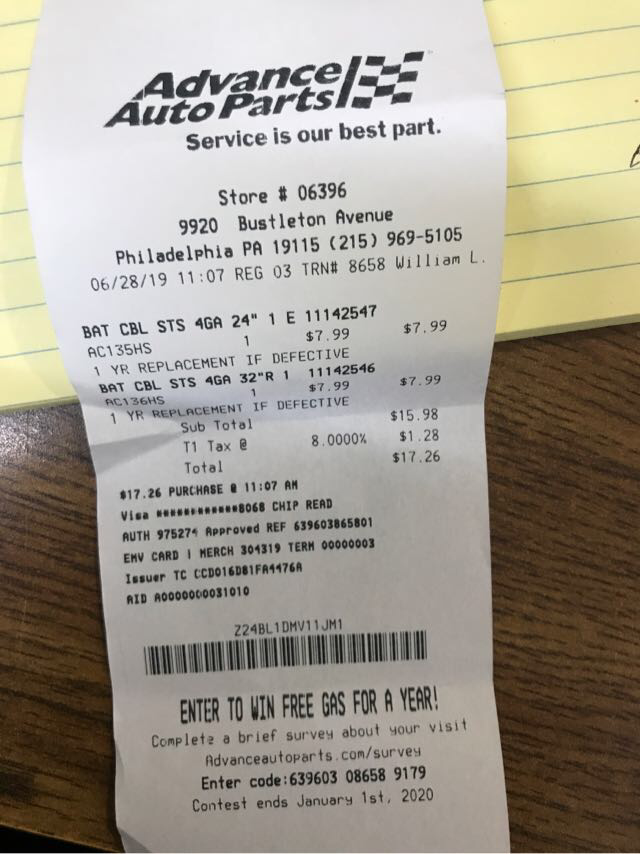 Advance
Auto Parts
Service is our best part.
Store # 06396
9920 Bustleton Avenue
Philadelphia PA 19115 (215) 969-5105
06/28/19 11:07 REG 03 TRN# 8658 William L.
BAT CBL STS 4GA 24" 1 E 11142547
AC135HS 1 $7.99 $7.99
1 YR REPLACEMENT IF DEFECTIVE
BAT CBL STS 4GA 32"R 1 11142546
AC136HS 1 $7.99 $7.99
1 YR REPLACEMENT IF DEFECTIVE
Sub Total $15.98
T1 Tax @ 8.0000% $1.28
Total $17.26
$17.26 PURCHASE @ 11:07 AM
Visa ************8068 CHIP READ
AUTH 975274 Approved REF 639603865801
EMV CARD | MERCH 304319 TERM 00000003
Issuer TC CCD016D81FA4476A
AID A0000000031010
Z24BL1DMV11JM1
ENTER TO WIN FREE GAS FOR A YEAR!
Complete a brief survey about your visit
Advanceautoparts.com/survey
Enter code:639603 08658 9179
Contest ends January 1st, 2020